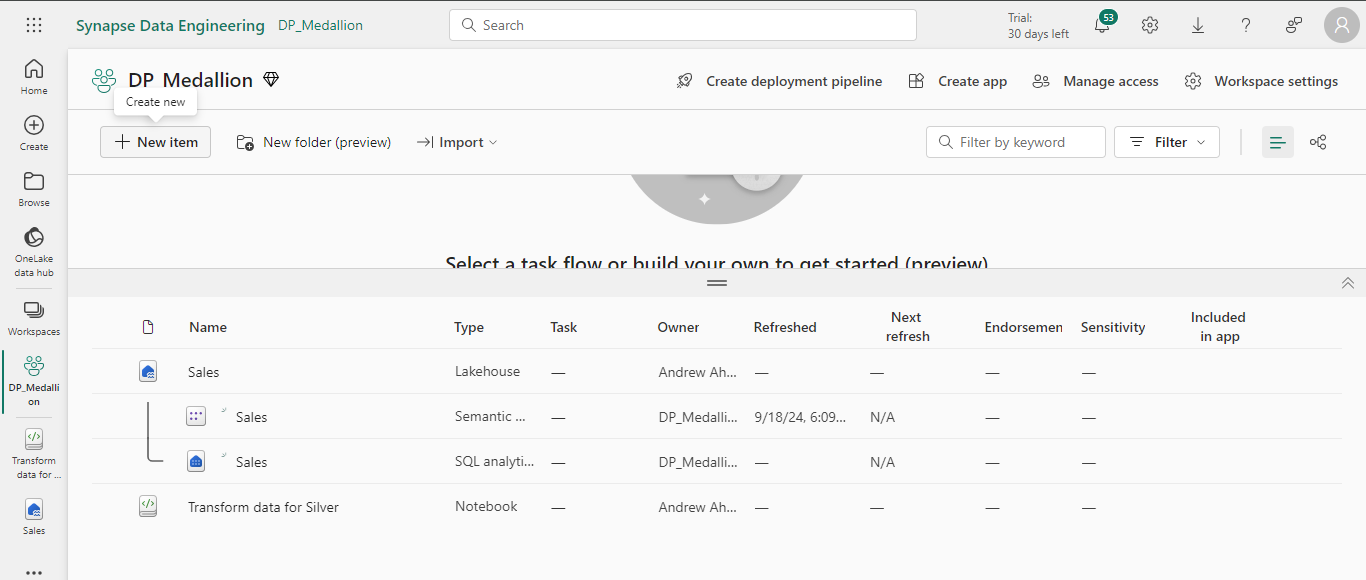 Synapse Data Engineering DP_Medallion
Search
Trial:
30 days left
53
Home
Create
Browse
OneLake
data hub
Workspaces
DP_Medalli
on
Transform
data for ...
Sales
DP_Medallion
Create deployment pipeline
Create app
Manage access
Workspace settings
Create new
New item
New folder (preview)
Import
Filter by keyword
Filter
Select a task flow or build your own to get started (preview)
Name Type Task Owner Refreshed Next refresh Endorsemen Sensitivity Included in app
Sales Lakehouse — Andrew Ah... — — — —
Sales Semantic ... — DP_Medalli... 9/18/24, 6:09... N/A — —
Sales SQL analyti... — DP_Medalli... — N/A — —
Transform data for Silver Notebook — Andrew Ah... — — — —